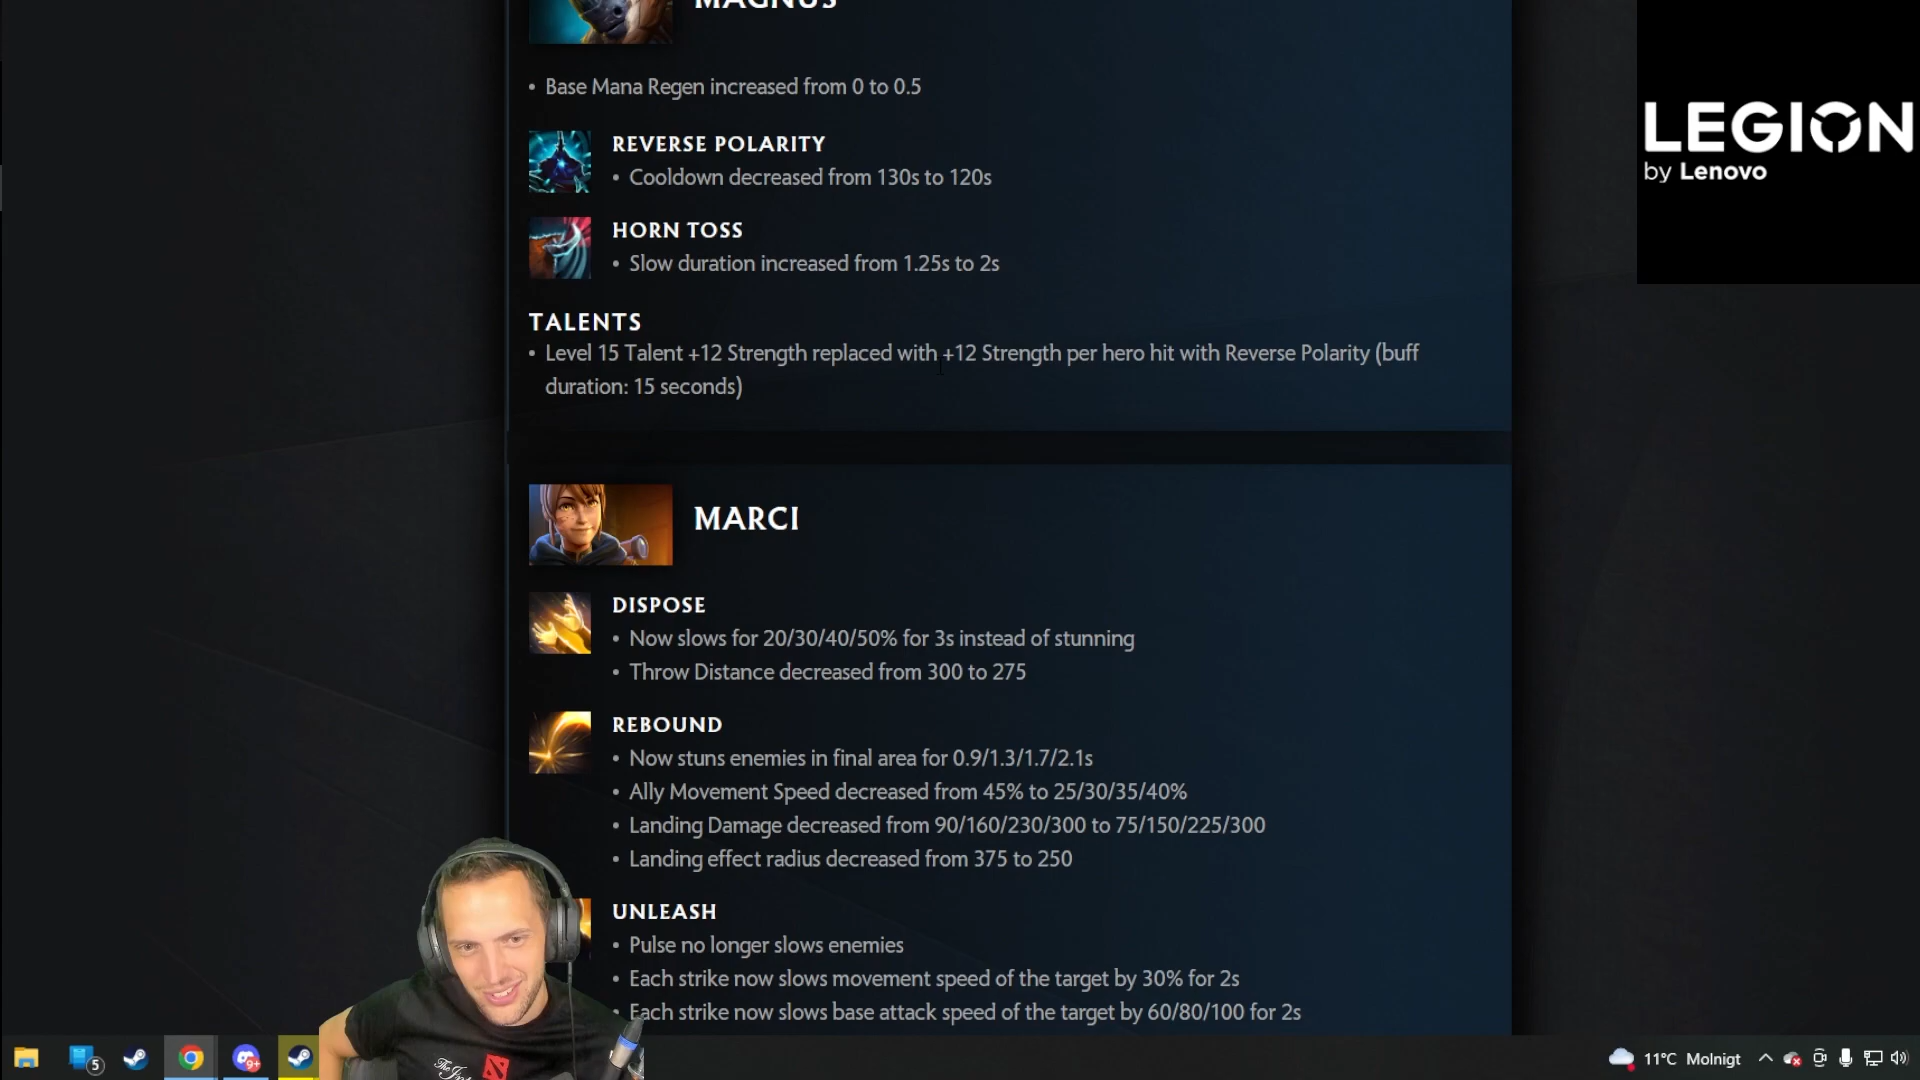 MAGNUS
• Base Mana Regen increased from 0 to 0.5
REVERSE POLARITY
• Cooldown decreased from 130s to 120s
HORN TOSS
• Slow duration increased from 1.25s to 2s
TALENTS
• Level 15 Talent +12 Strength replaced with +12 Strength per hero hit with Reverse Polarity (buff
duration: 15 seconds)
MARCI
DISPOSE
• Now slows for 20/30/40/50% for 3s instead of stunning
• Throw Distance decreased from 300 to 275
REBOUND
• Now stuns enemies in final area for 0.9/1.3/1.7/2.1s
• Ally Movement Speed decreased from 45% to 25/30/35/40%
• Landing Damage decreased from 90/160/230/300 to 75/150/225/300
• Landing effect radius decreased from 375 to 250
UNLEASH
• Pulse no longer slows enemies
• Each strike now slows movement speed of the target by 30% for 2s
• Each strike now slows base attack speed of the target by 60/80/100 for 2s
LEGION
by Lenovo
The
5
9+
11°C Molnigt